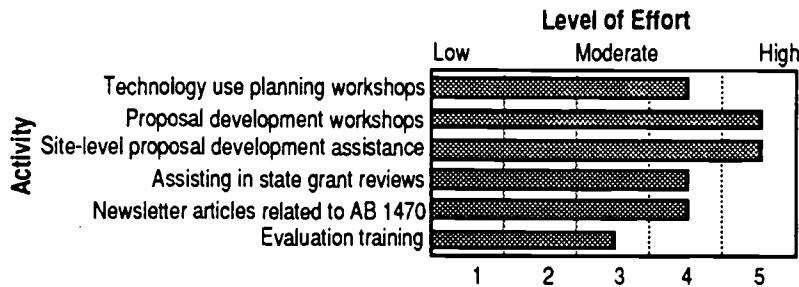 Level of Effort
Low Moderate High
Activity
Technology use planning workshops
Proposal development workshops
Site-level proposal development assistance
Assisting in state grant reviews
Newsletter articles related to AB 1470
Evaluation training
1 2 3 4 5